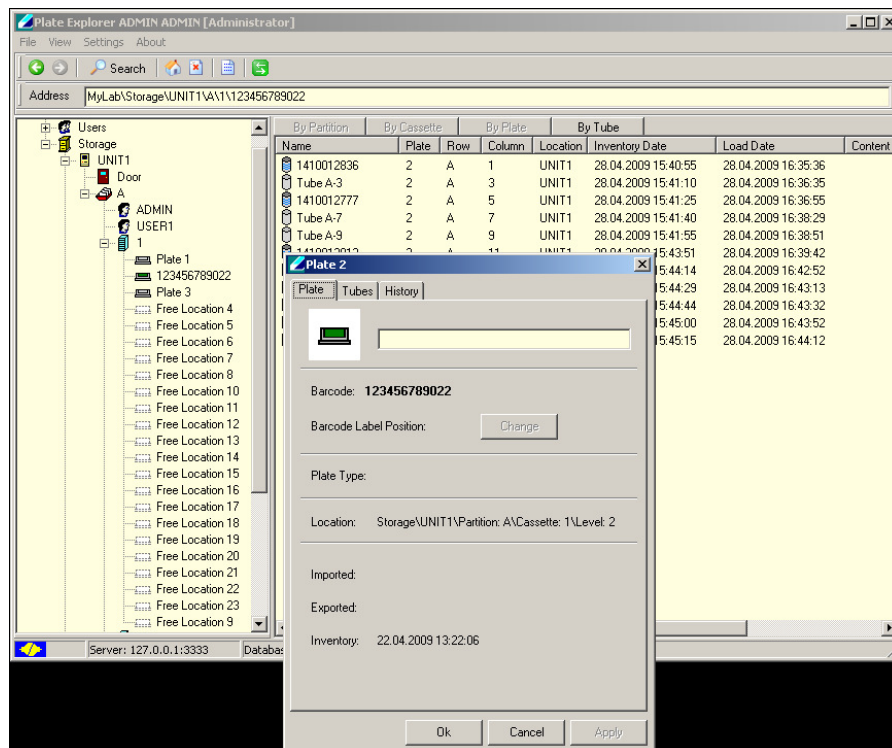 Plate Explorer ADMIN ADMIN [Administrator]
File View Settings About
Search
Address MyLab\Storage\UNIT1\A\1\123456789022
Users
Storage
UNIT1
Door
A
ADMIN
USER1
1
Plate 1
123456789022
Plate 3
Free Location 4
Free Location 5
Free Location 6
Free Location 7
Free Location 8
Free Location 10
Free Location 11
Free Location 12
Free Location 13
Free Location 14
Free Location 15
Free Location 16
Free Location 17
Free Location 18
Free Location 19
Free Location 20
Free Location 21
Free Location 22
Free Location 23
Free Location 9
By Partition By Cassette By Plate By Tube
Name Plate Row Column Location Inventory Date Load Date Content
1410012836 2 A 1 UNIT1 28.04.2009 15:40:55 28.04.2009 16:35:36
Tube A-3 2 A 3 UNIT1 28.04.2009 15:41:10 28.04.2009 16:36:35
1410012777 2 A 5 UNIT1 28.04.2009 15:41:25 28.04.2009 16:36:55
Tube A-7 2 A 7 UNIT1 28.04.2009 15:41:40 28.04.2009 16:38:29
Tube A-9 2 A 9 UNIT1 28.04.2009 15:41:55 28.04.2009 16:38:51
15:43:51 28.04.2009 16:39:42
15:44:14 28.04.2009 16:42:52
15:44:29 28.04.2009 16:43:13
15:44:44 28.04.2009 16:43:32
15:45:00 28.04.2009 16:43:52
15:45:15 28.04.2009 16:44:12
Plate 2
Plate Tubes History
Barcode: 123456789022
Barcode Label Position: Change
Plate Type:
Location: Storage\UNIT1\Partition: A\Cassette: 1\Level: 2
Imported:
Exported:
Inventory: 22.04.2009 13:22:06
Ok Cancel Apply
Server: 127.0.0.1:3333